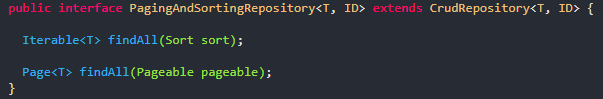 public interface PagingAndSortingRepository<T, ID> extends CrudRepository<T, ID> {
Iterable<T> findAll(Sort sort);
Page<T> findAll(Pageable pageable);
}